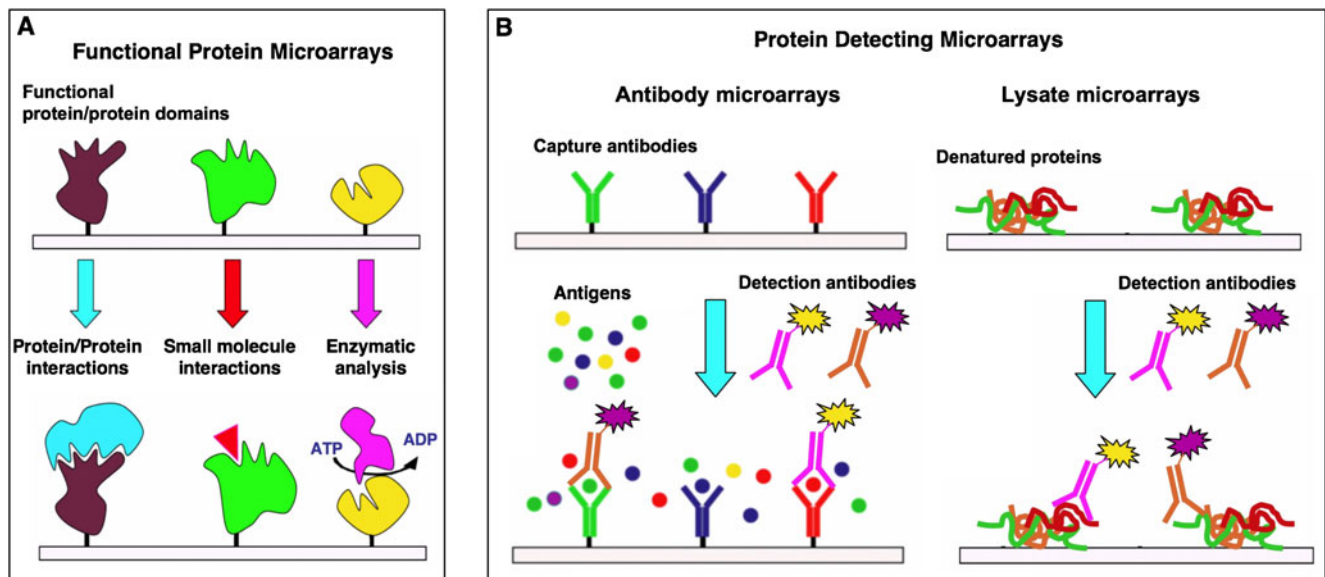 A
Functional Protein Microarrays
Functional
protein/protein domains
Protein/Protein
interactions
Small molecule
interactions
Enzymatic
analysis
ATP
ADP
B
Protein Detecting Microarrays
Antibody microarrays
Capture antibodies
Antigens
Detection antibodies
Lysate microarrays
Denatured proteins
Detection antibodies